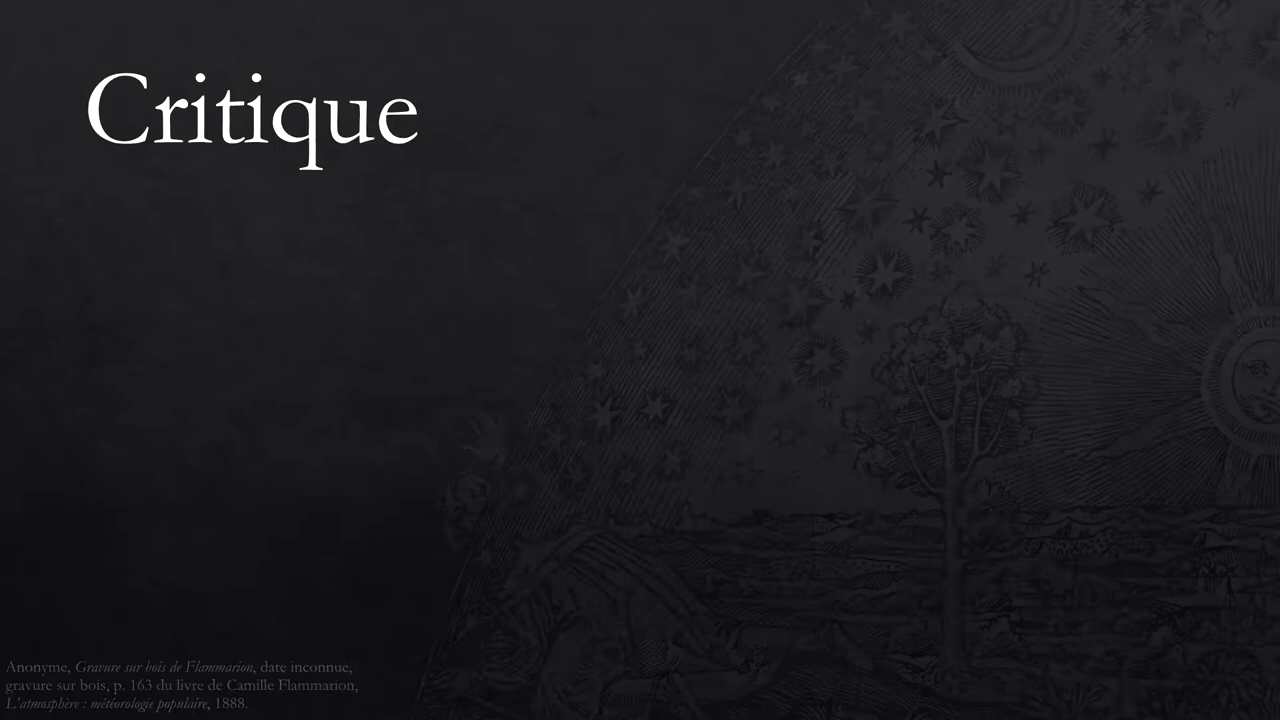 Critique
Anonyme, Gravure sur bois de Flammarion, date inconnue,
gravure sur bois, p. 163 du livre de Camille Flammarion,
L'atmosphère : météorologie populaire, 1888.